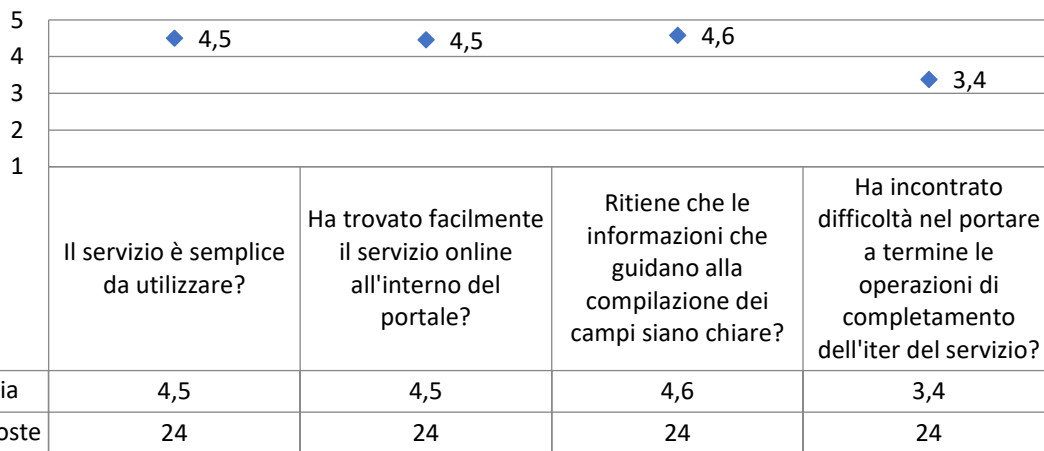 5
4
3
2
1
4,5
4,5
4,6
3,4
Il servizio è semplice
da utilizzare?
Ha trovato facilmente
il servizio online
all'interno del
portale?
Ritiene che le
informazioni che
guidano alla
compilazione dei
campi siano chiare?
Ha incontrato
difficoltà nel portare
a termine le
operazioni di
completamento
dell'iter del servizio?
ia 4,5 4,5 4,6 3,4
oste 24 24 24 24